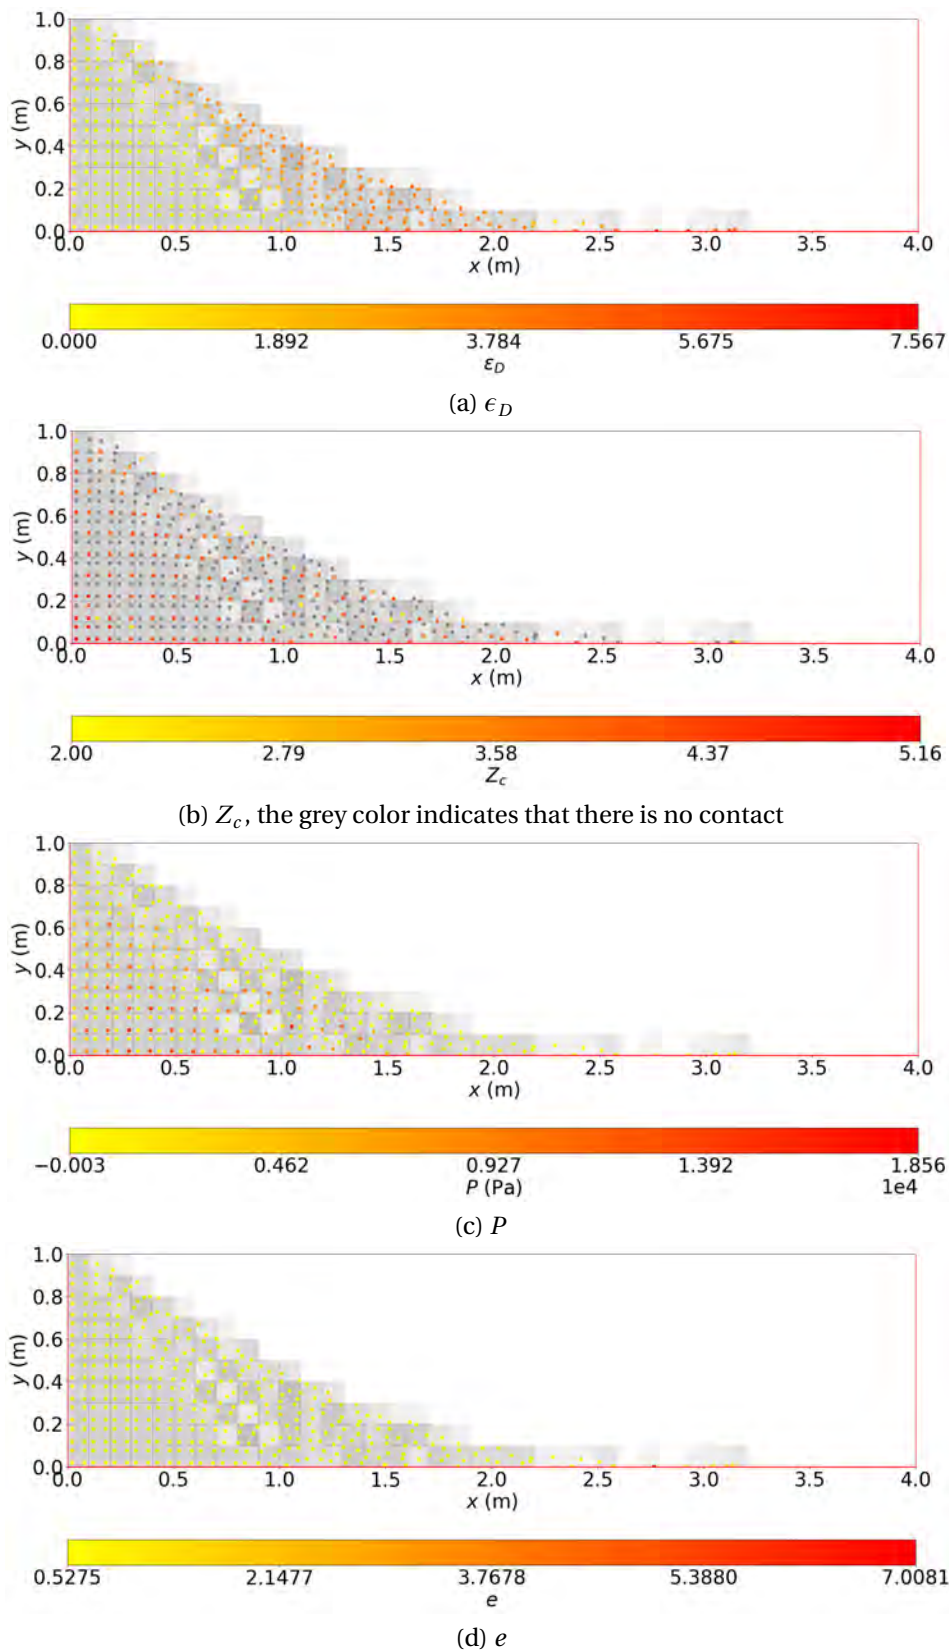 1.0
0.8
0.6
0.4
0.2
0.0
y (m)
0.0 0.5 1.0 1.5 2.0 2.5 3.0 3.5 4.0
x (m)
0.000 1.892 3.784 5.675 7.567
ε_D
(a) ϵ_D
1.0
0.8
0.6
0.4
0.2
0.0
y (m)
0.0 0.5 1.0 1.5 2.0 2.5 3.0 3.5 4.0
x (m)
2.00 2.79 3.58 4.37 5.16
Z_c
(b) Z_c, the grey color indicates that there is no contact
1.0
0.8
0.6
0.4
0.2
0.0
y (m)
0.0 0.5 1.0 1.5 2.0 2.5 3.0 3.5 4.0
x (m)
−0.003 0.462 0.927 1.392 1.856
P (Pa) 1e4
(c) P
1.0
0.8
0.6
0.4
0.2
0.0
y (m)
0.0 0.5 1.0 1.5 2.0 2.5 3.0 3.5 4.0
x (m)
0.5275 2.1477 3.7678 5.3880 7.0081
e
(d) e